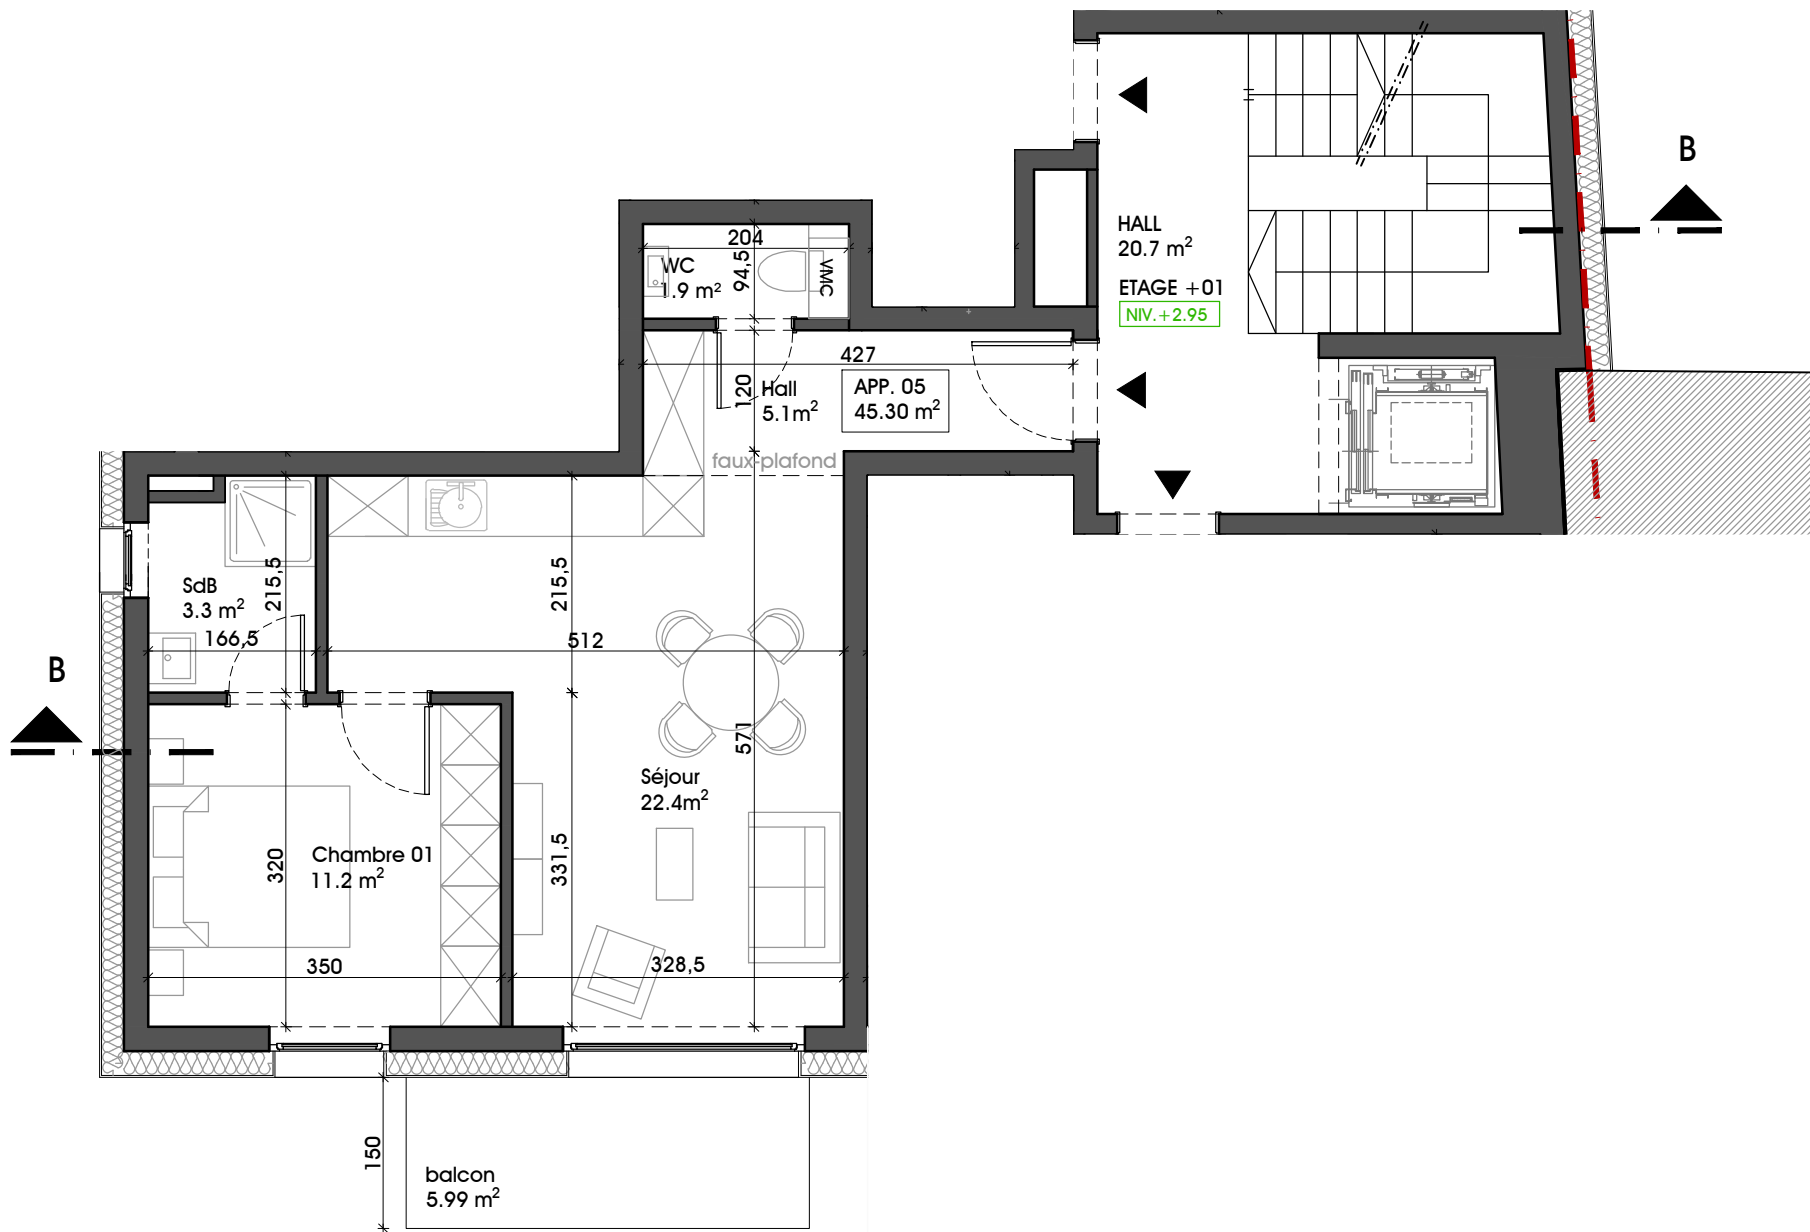 B
HALL
20.7 m²
ETAGE +01
NIV.+2.95
204
94,5
WC
1.9 m²
VMC
427
120
Hall
5.1m²
APP. 05
45.30 m²
faux-plafond
215,5
SdB
3.3 m²
166,5
215,5
512
B
571
Séjour
22.4m²
320
Chambre 01
11.2 m²
331,5
350
328,5
150
balcon
5.99 m²